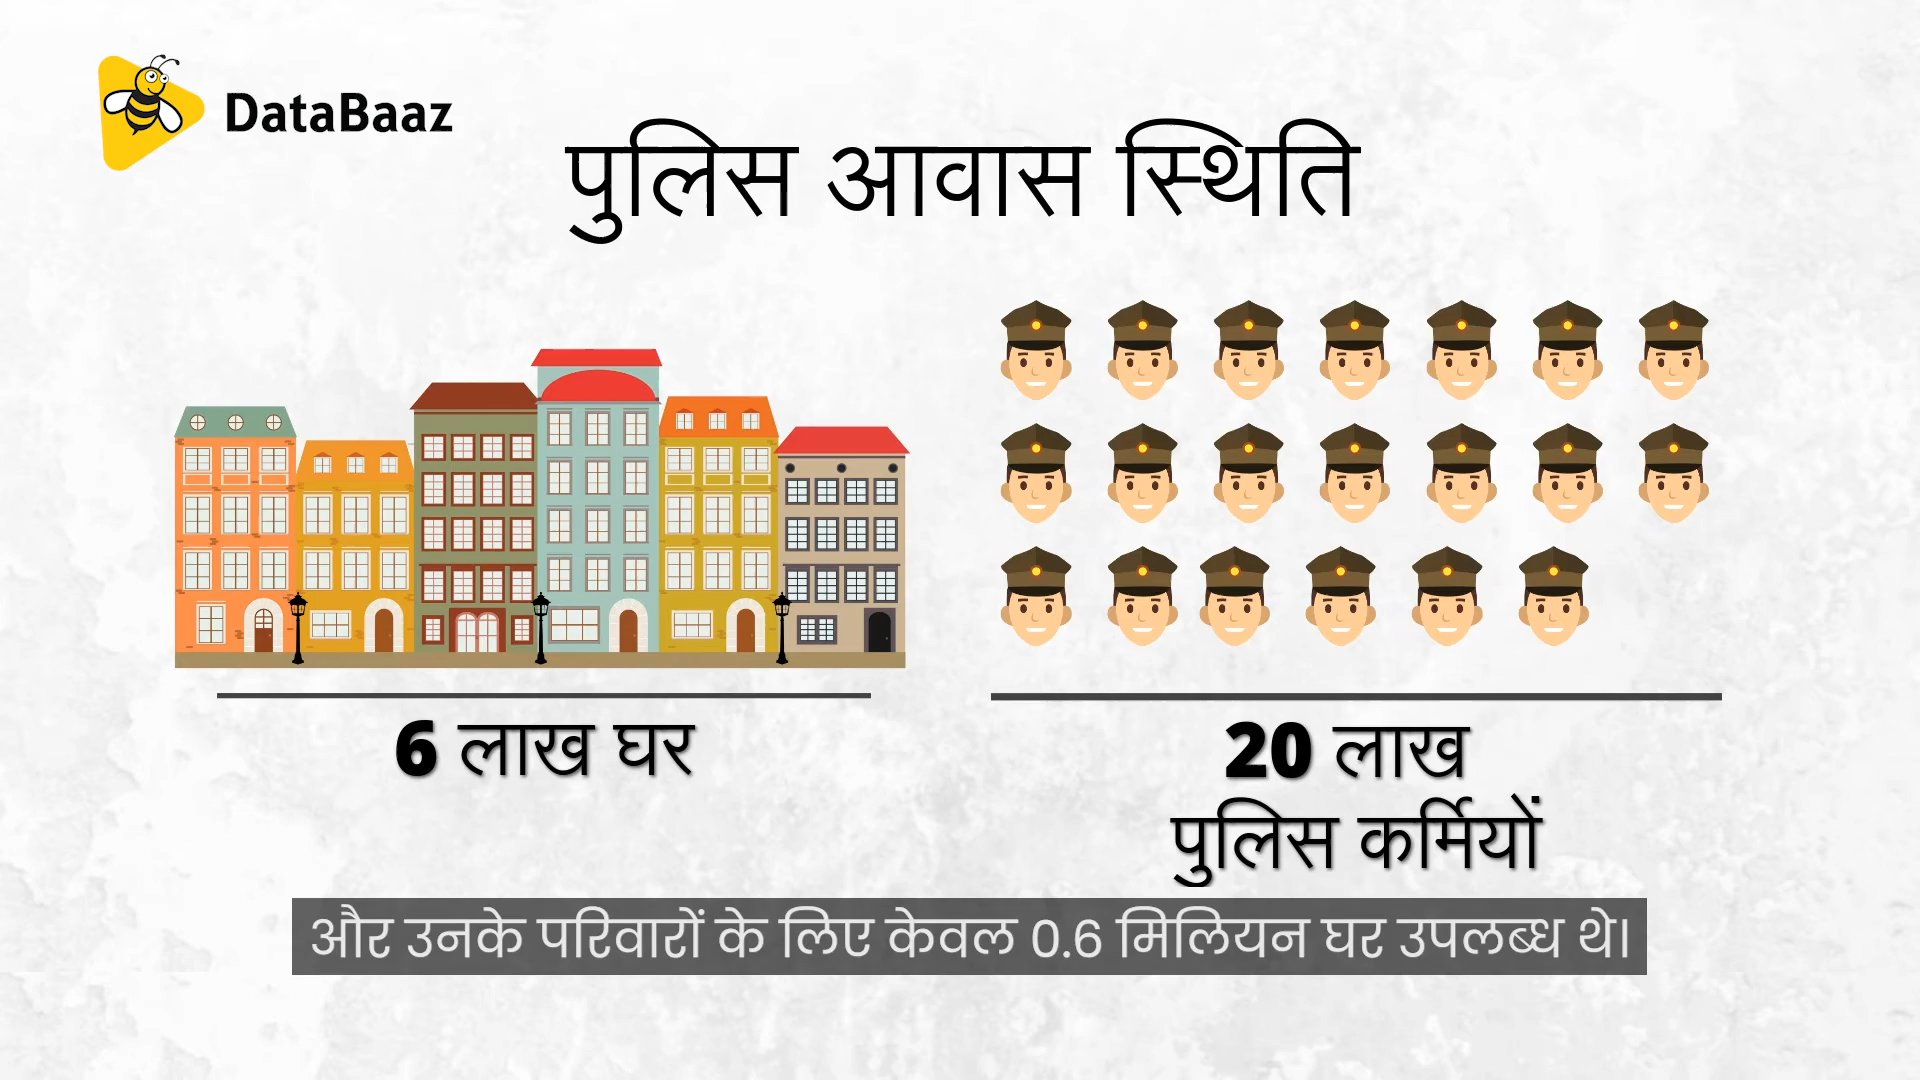 DataBaaz
पुलिस आवास स्थिति
6 लाख घर
20 लाख
पुलिस कर्मियों
और उनके परिवारों के लिए केवल 0.6 मिलियन घर उपलब्ध थे।